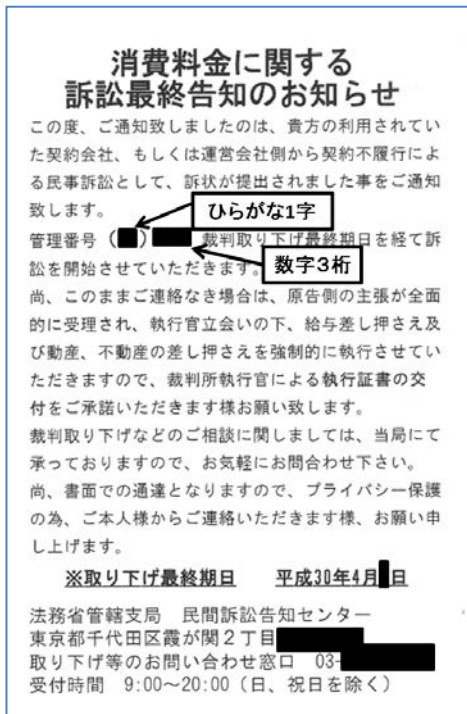 消費料金に関する
訴訟最終告知のお知らせ
この度、ご通知致しましたのは、貴方の利用されてい
た契約会社、もしくは運営会社側から契約不履行によ
る民事訴訟として、訴状が提出されました事をご通知
致します。
ひらがな1字
管理番号（ ） 裁判取り下げ最終期日を経て訴
訟を開始させていただきます。
数字3桁
尚、このままご連絡なき場合は、原告側の主張が全面
的に受理され、執行官立会いの下、給与差し押さえ及
び動産、不動産の差し押さえを強制的に執行させてい
ただきますので、裁判所執行官による執行証書の交
付をご承諾いただきます様お願い致します。
裁判取り下げなどのご相談に関しましては、当局にて
承っておりますので、お気軽にお問合わせ下さい。
尚、書面での通達となりますので、プライバシー保護
の為、ご本人様からご連絡いただきます様、お願い申
し上げます。
※取り下げ最終期日 平成30年4月 日
法務省管轄支局 民間訴訟告知センター
東京都千代田区霞が関2丁目
取り下げ等のお問い合わせ窓口 03-
受付時間 9:00～20:00（日、祝日を除く）